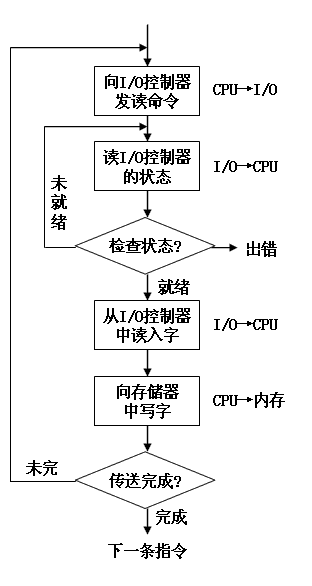 向I/O控制器
发读命令
CPU→I/O
读I/O控制器
的状态
I/O→CPU
未
就
绪
检查状态?
出错
就绪
从I/O控制器
中读入字
I/O→CPU
向存储器
中写字
CPU→内存
未完
传送完成?
完成
下一条指令